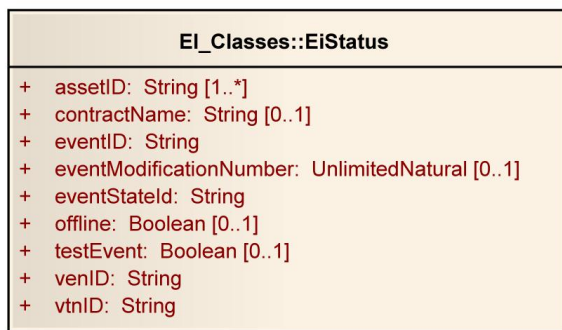 EI_Classes::EiStatus
+ assetID: String [1..*]
+ contractName: String [0..1]
+ eventID: String
+ eventModificationNumber: UnlimitedNatural [0..1]
+ eventStateId: String
+ offline: Boolean [0..1]
+ testEvent: Boolean [0..1]
+ venID: String
+ vtnID: String